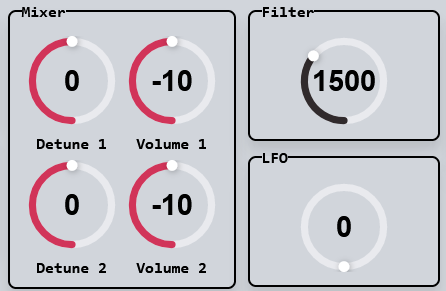 Mixer
0
-10
Detune 1
Volume 1
0
-10
Detune 2
Volume 2
Filter
1500
LFO
0